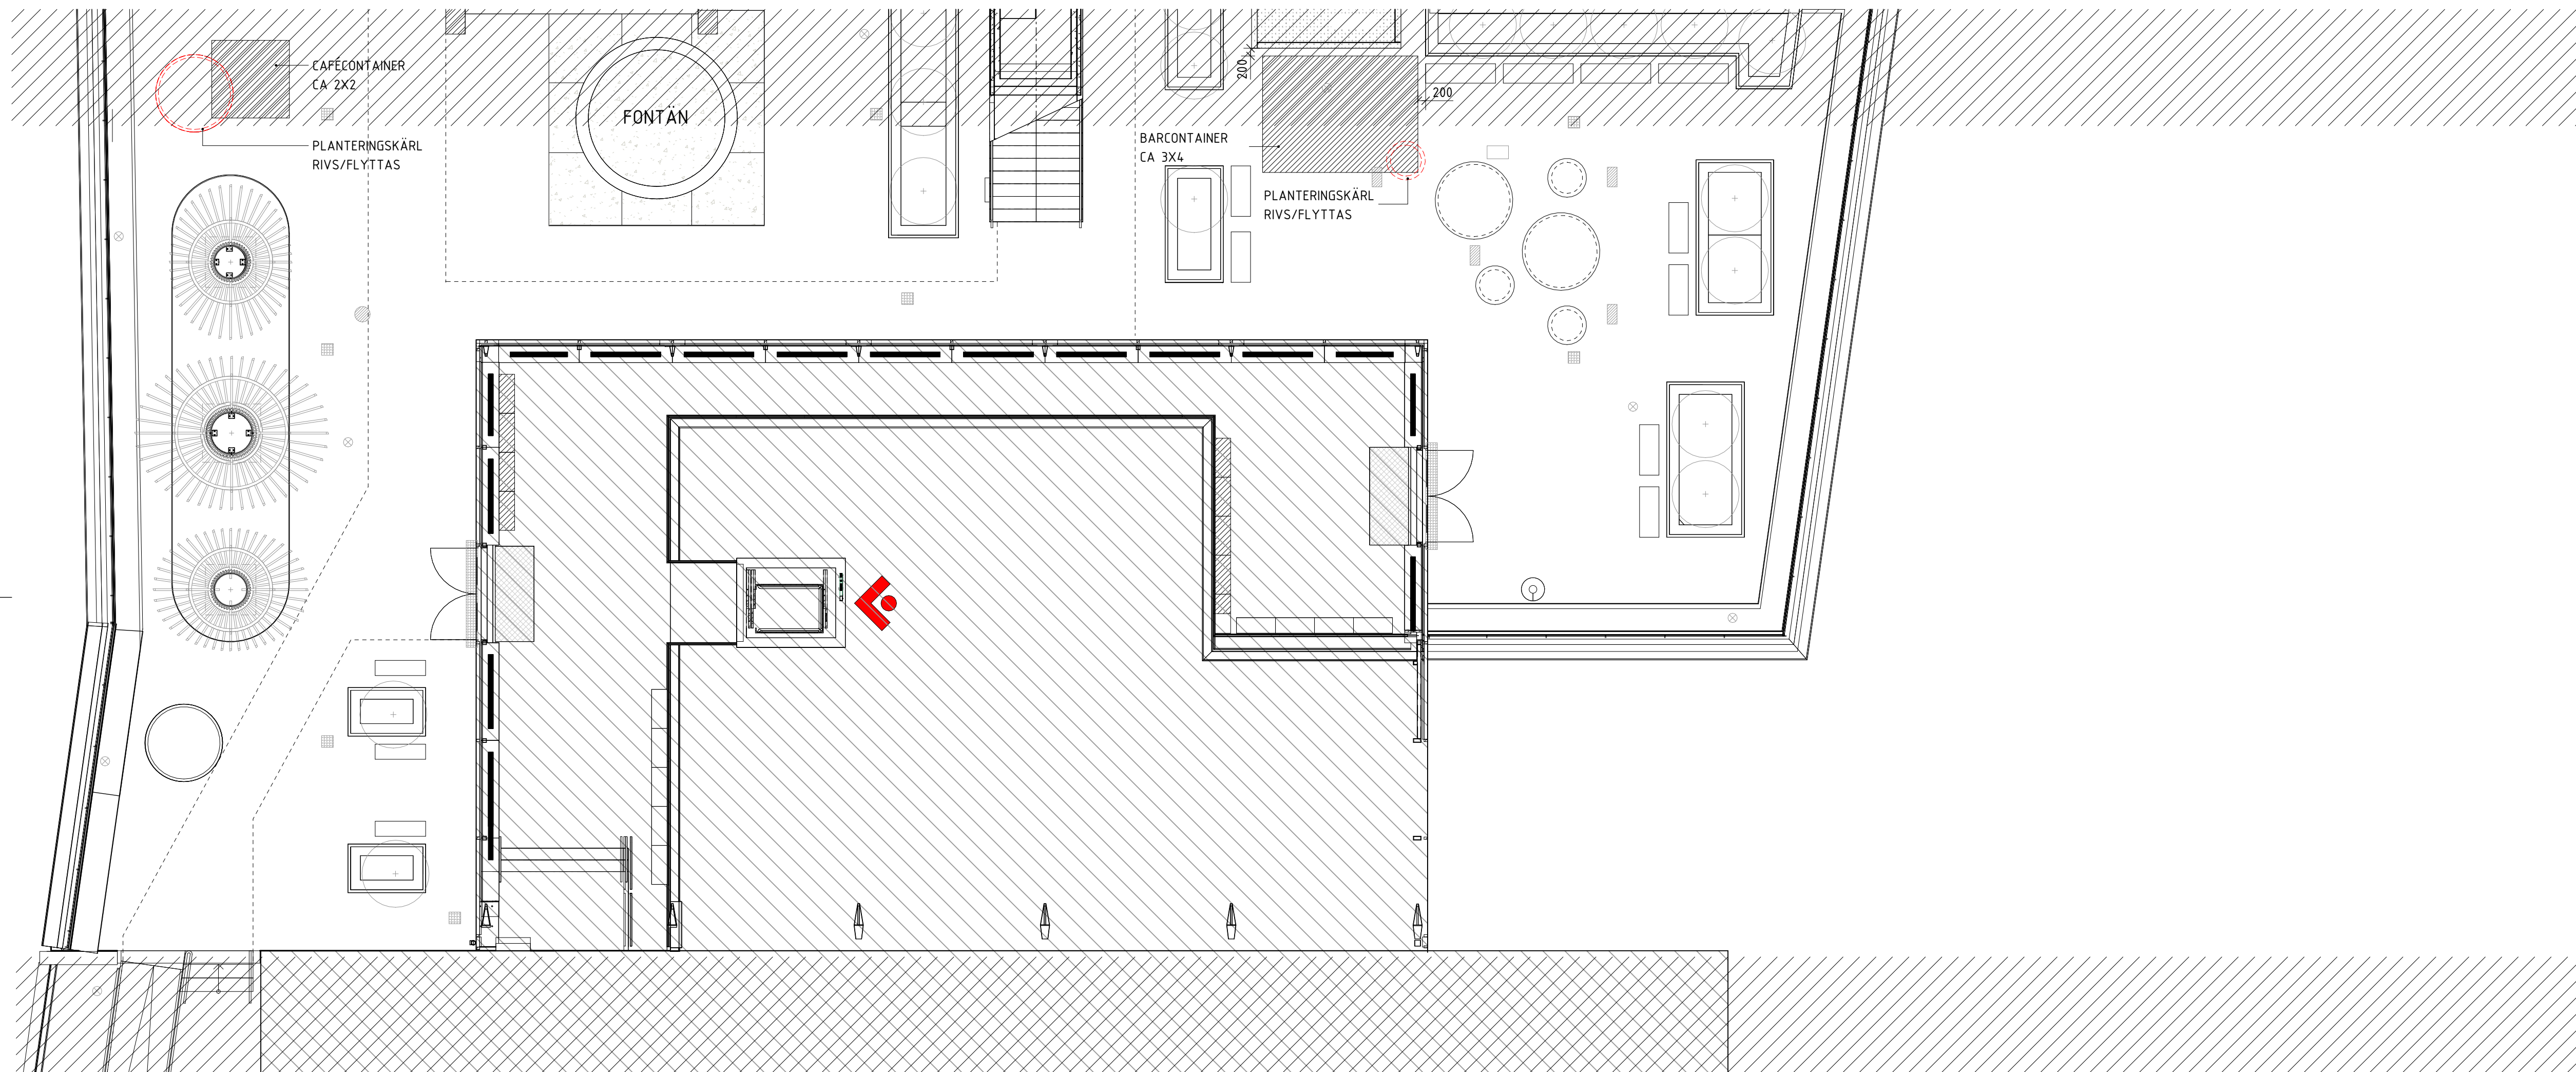 CAFÉCONTAINER
CA 2X2
PLANTERINGSKÄRL
RIVS/FLYTTAS
FONTÄN
200
200
BARCONTAINER
CA 3X4
PLANTERINGSKÄRL
RIVS/FLYTTAS